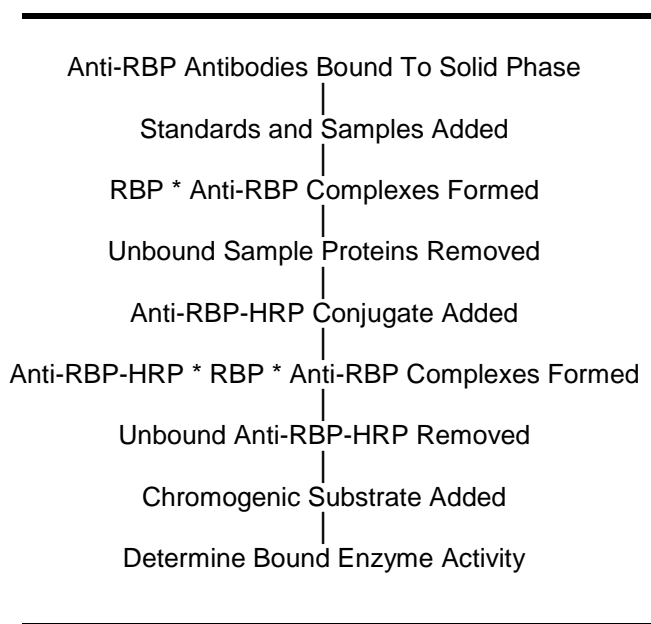 Anti-RBP Antibodies Bound To Solid Phase
Standards and Samples Added
RBP * Anti-RBP Complexes Formed
Unbound Sample Proteins Removed
Anti-RBP-HRP Conjugate Added
Anti-RBP-HRP * RBP * Anti-RBP Complexes Formed
Unbound Anti-RBP-HRP Removed
Chromogenic Substrate Added
Determine Bound Enzyme Activity